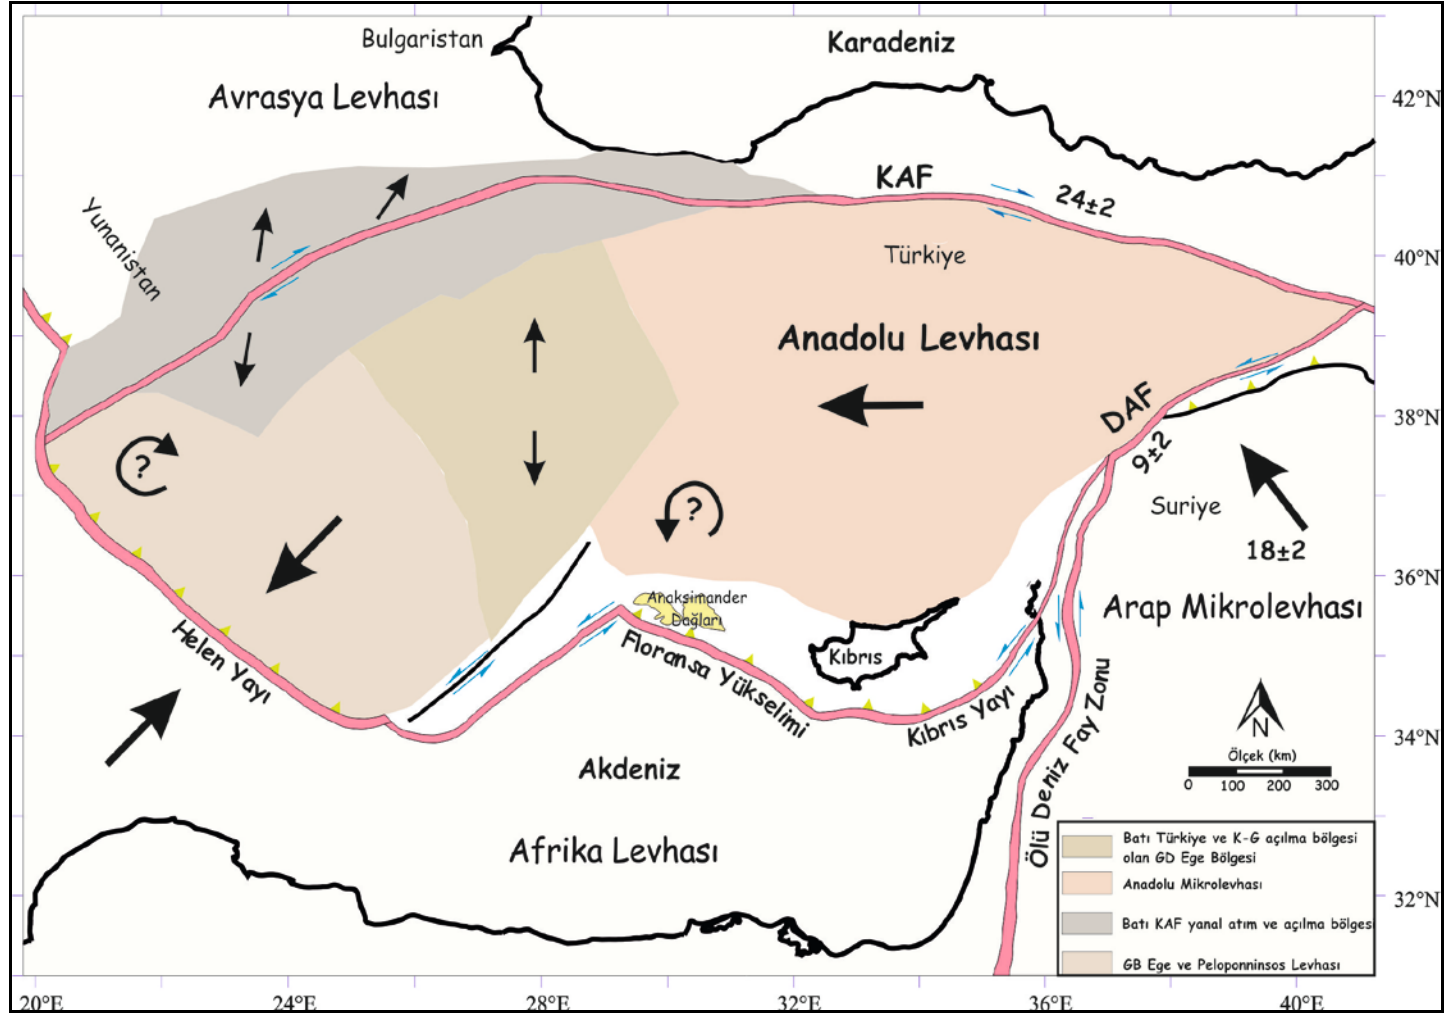 Bulgaristan
Karadeniz
Avrasya Levhası
42°N
KAF
24±2
Yunanistan
Türkiye
40°N
Anadolu Levhası
38°N
DAF
9±2
?
?
Suriye
18±2
36°N
Anaksimander
Dağları
Arap Mikrolevhası
Helen Yayı
Floransa Yükselimi
Kıbrıs
Kıbrıs Yayı
Ölü Deniz Fay Zonu
N
34°N
Akdeniz
Ölçek (km)
0 100 200 300
Afrika Levhası
Batı Türkiye ve K-G açılma bölgesi
olan GD Ege Bölgesi
Anadolu Mikrolevhası
32°N
Batı KAF yanal atım ve açılma bölges
GB Ege ve Peloponninsos Levhası
20°E 24°E 28°E 32°E 36°E 40°E